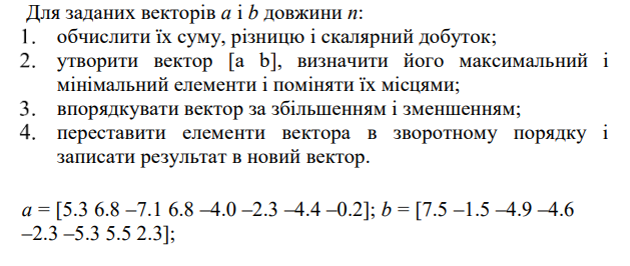 Для заданих векторів a і b довжини n:
1. обчислити їх суму, різницю і скалярний добуток;
2. утворити вектор [a b], визначити його максимальний і
мінімальний елементи і поміняти їх місцями;
3. впорядкувати вектор за збільшенням і зменшенням;
4. переставити елементи вектора в зворотному порядку і
записати результат в новий вектор.
a = [5.3 6.8 –7.1 6.8 –4.0 –2.3 –4.4 –0.2]; b = [7.5 –1.5 –4.9 –4.6
–2.3 –5.3 5.5 2.3];